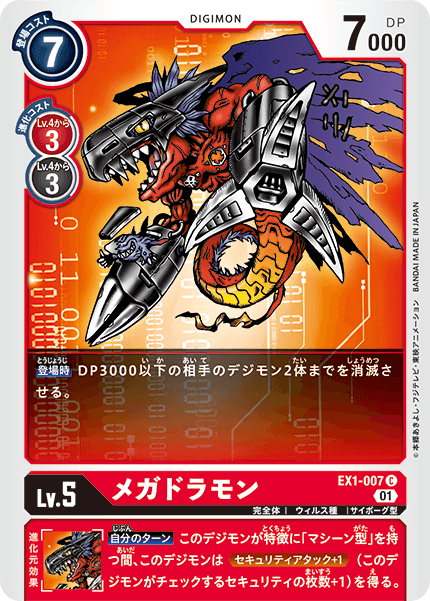 DIGIMON
登場コスト
7
DP
7000
進化コスト
Lv.4から
3
Lv.4から
3
BANDAI MADE IN JAPAN
©本郷あきよし・フジテレビ・東映アニメーション
登場時 DP3000以下の相手のデジモン2体までを消滅さ
せる。
Lv.5
メガドラモン
EX1-007 C
01
完全体 | ウィルス種 | サイボーグ型
進化元効果
自分のターン このデジモンが特徴に「マシーン型」を持
つ間、このデジモンは セキュリティアタック+1 (このデ
ジモンがチェックするセキュリティの枚数+1)を得る。